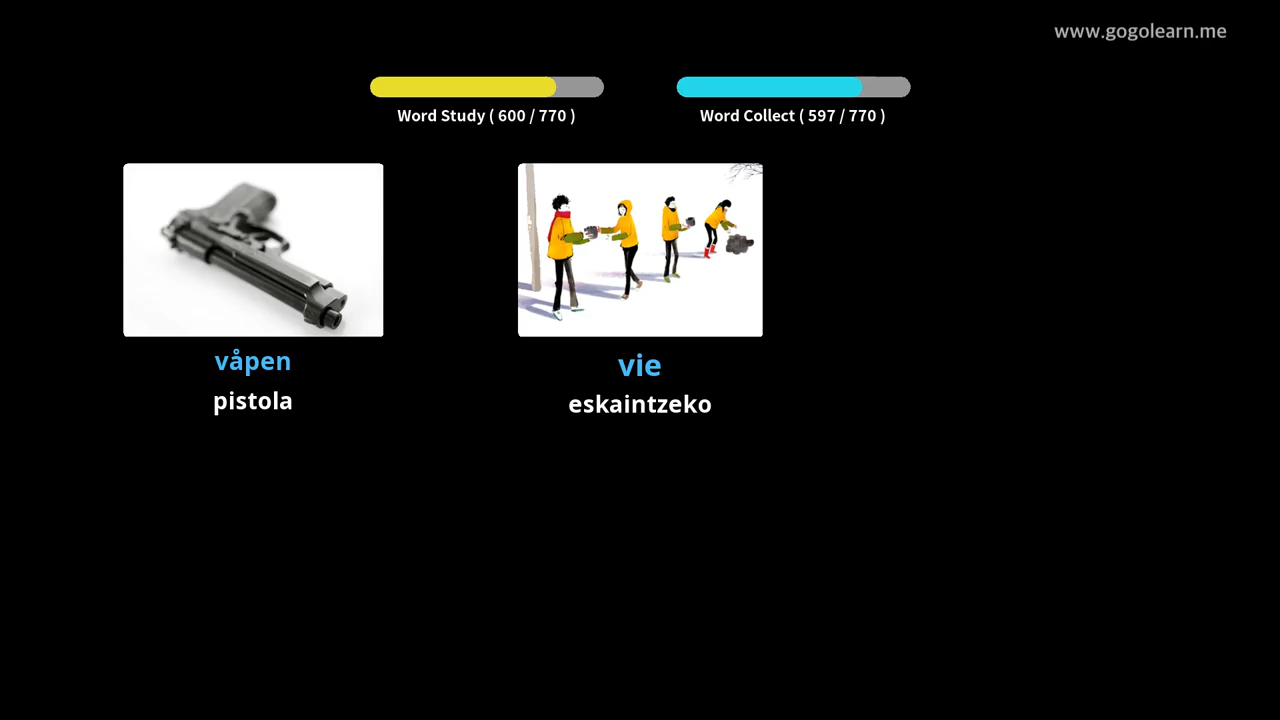 www.gogolearn.me
Word Study ( 600 / 770 )
Word Collect ( 597 / 770 )
våpen
pistola
vie
eskaintzeko